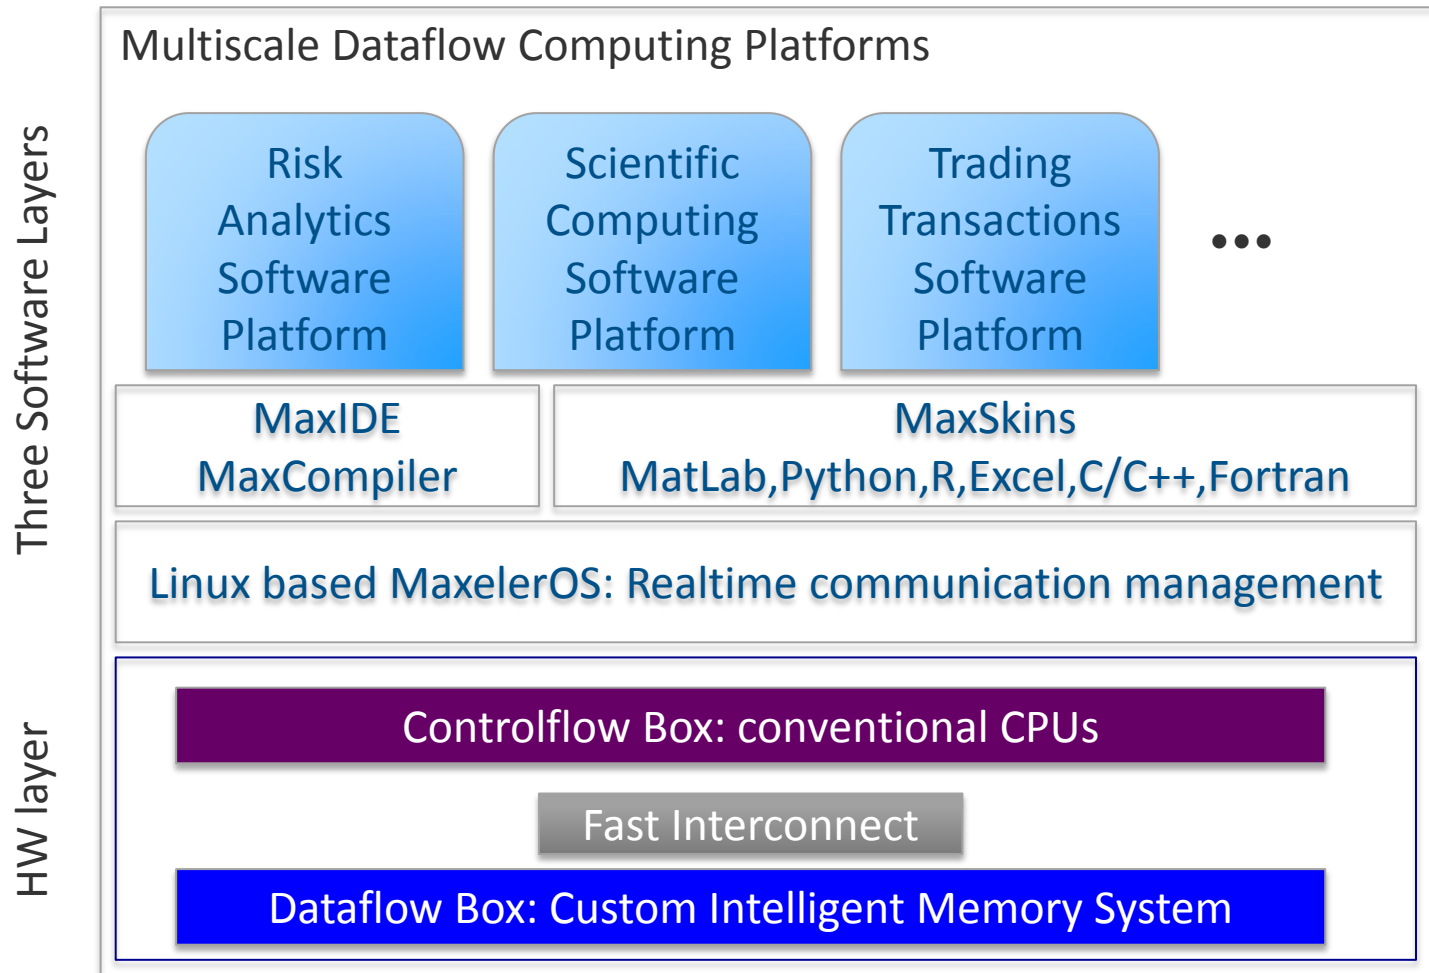 Multiscale Dataflow Computing Platforms
Three Software Layers
Risk
Analytics
Software
Platform
Scientific
Computing
Software
Platform
Trading
Transactions
Software
Platform
...
MaxIDE
MaxCompiler
MaxSkins
MatLab,Python,R,Excel,C/C++,Fortran
Linux based MaxelerOS: Realtime communication management
HW layer
Controlflow Box: conventional CPUs
Fast Interconnect
Dataflow Box: Custom Intelligent Memory System